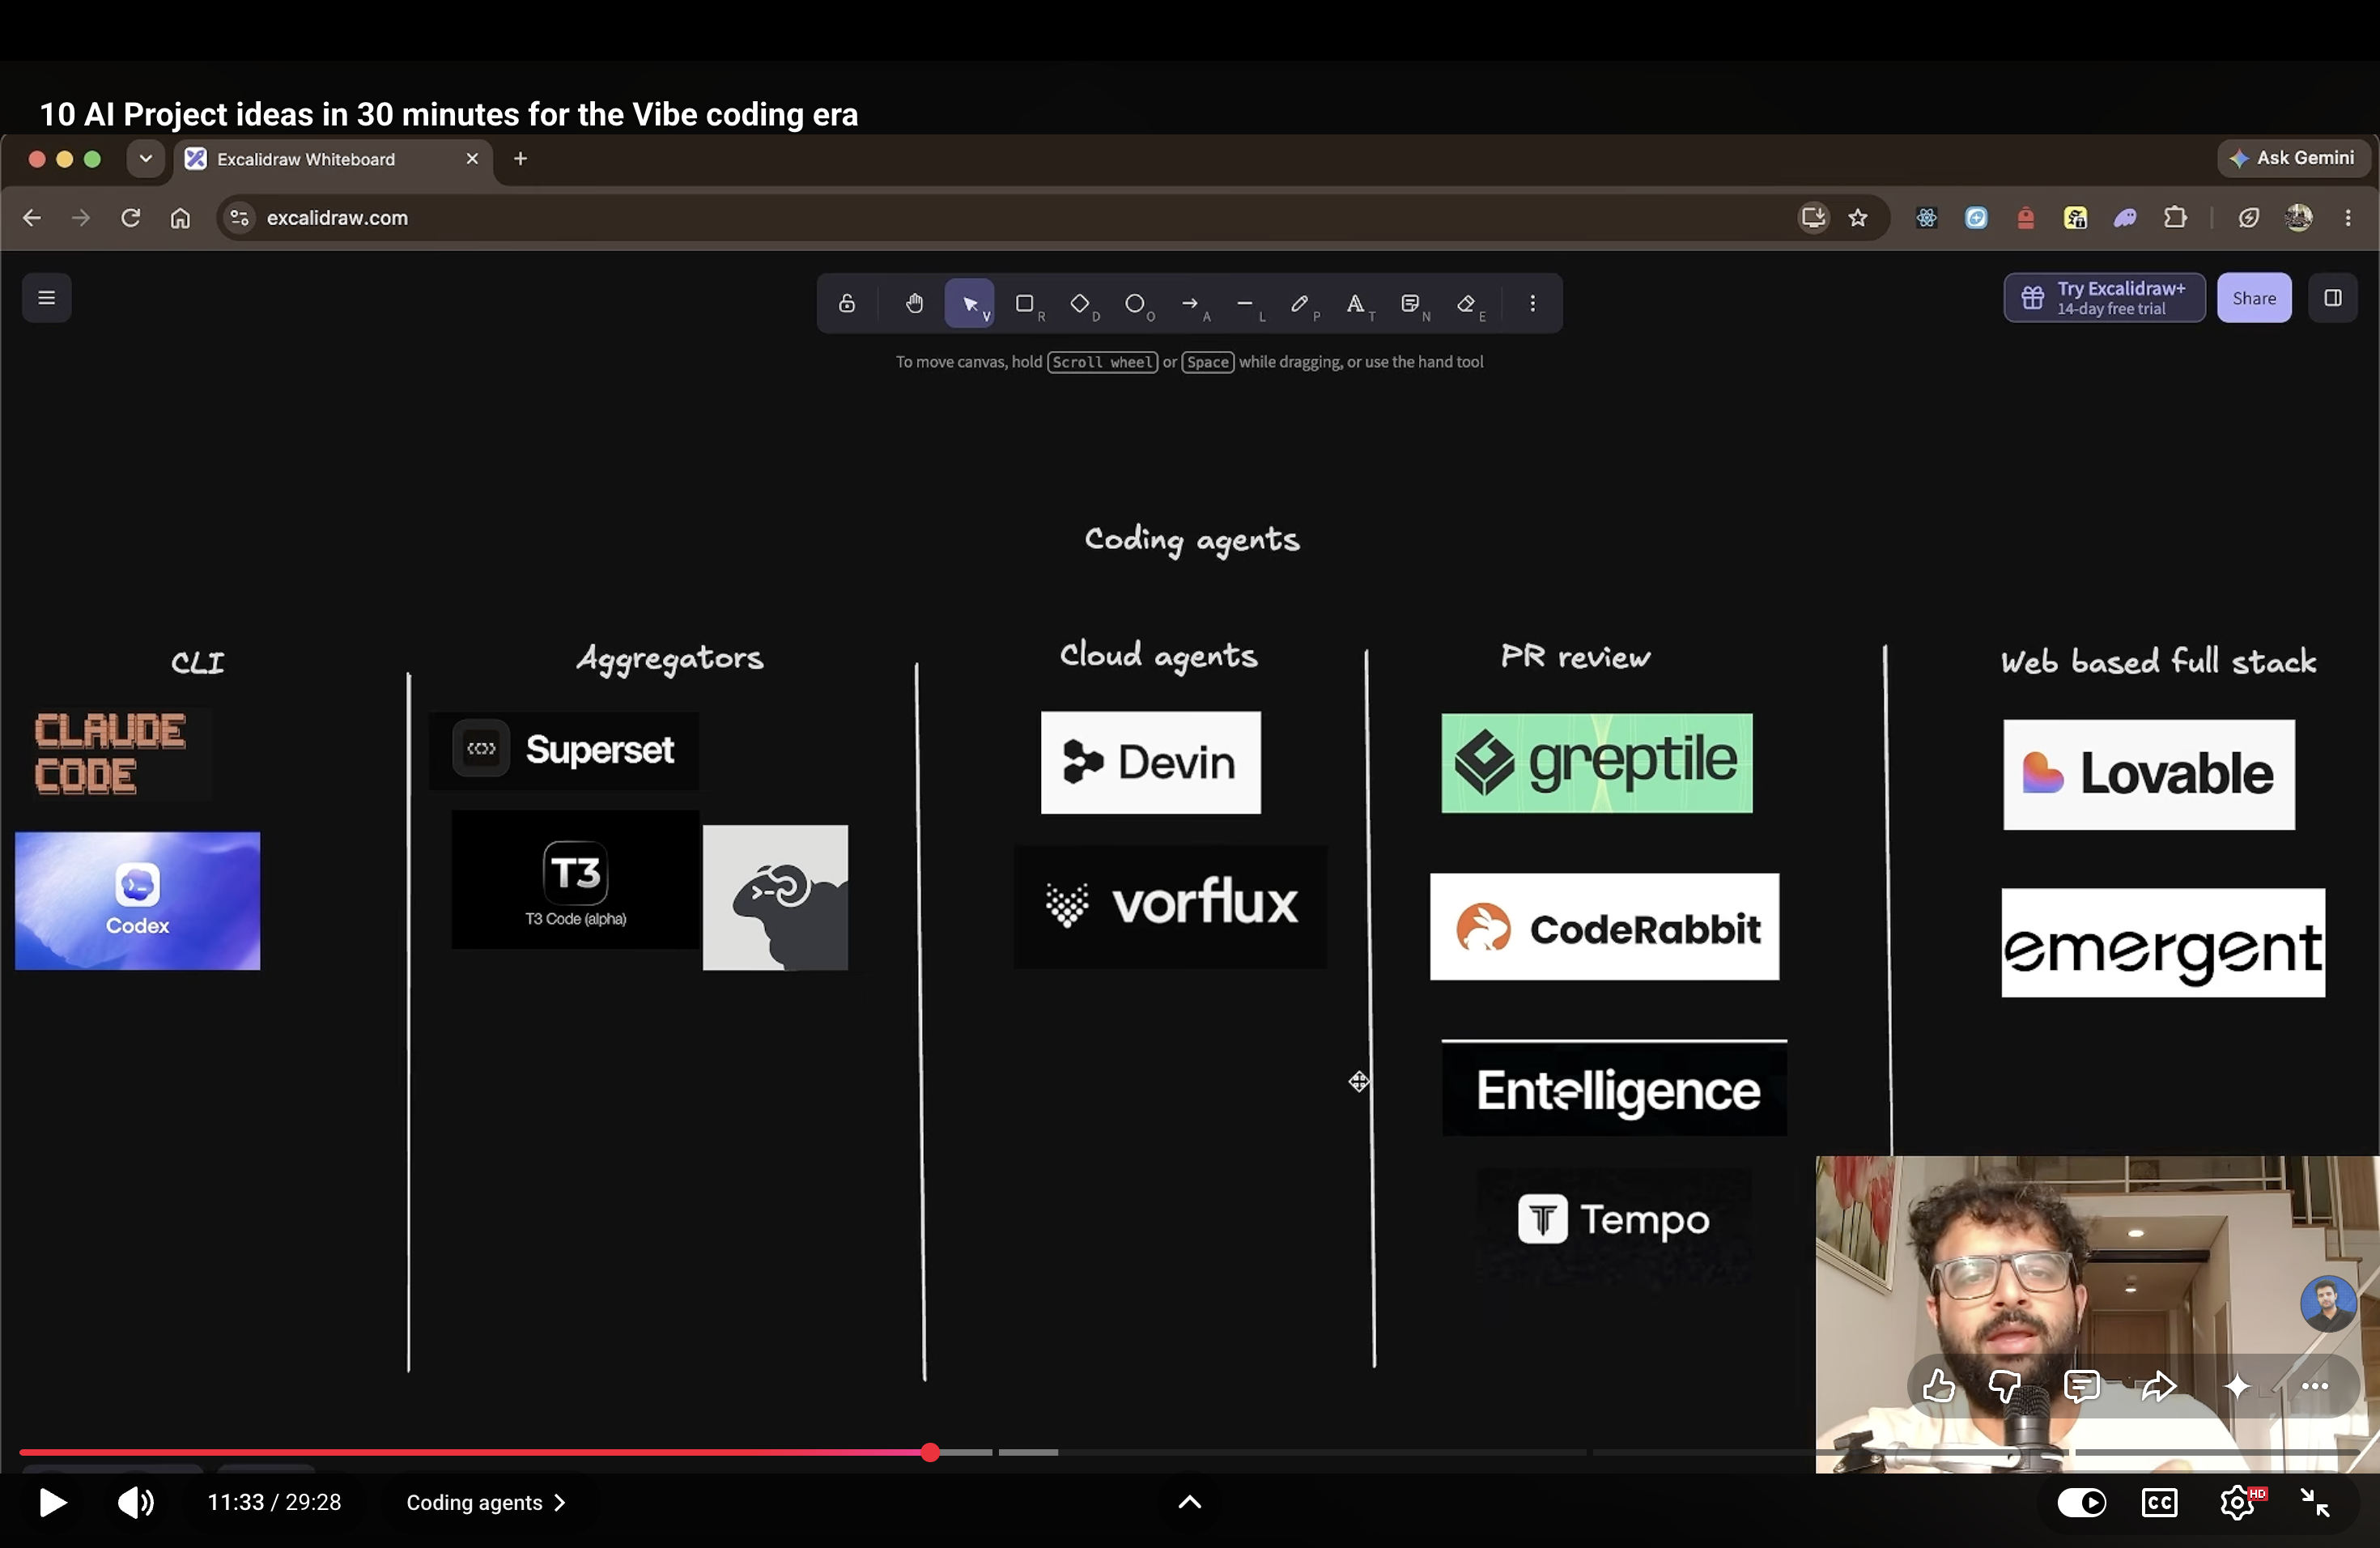 10 AI Project ideas in 30 minutes for the Vibe coding era
Excalidraw Whiteboard
Ask Gemini
excalidraw.com
V
R
D
O
A
L
P
T
N
E
Try Excalidraw+
14-day free trial
Share
To move canvas, hold Scroll wheel or Space while dragging, or use the hand tool
Coding agents
CLI
Aggregators
Cloud agents
PR review
Web based full stack
CLAUDE
CODE
Codex
Superset
T3
T3 Code (alpha)
Devin
vorflux
greptile
CodeRabbit
Entelligence
Tempo
Lovable
emergent
11:33 / 29:28
Coding agents
CC
HD